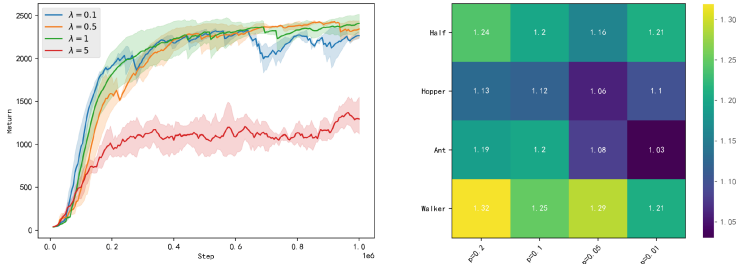 λ = 0.1
λ = 0.5
λ = 1
λ = 5
2500
2000
1500
1000
500
0
Return
0.0 0.2 0.4 0.6 0.8 1.0
1e6
Step
Half 1.24 1.2 1.16 1.21
Hopper 1.13 1.12 1.06 1.1
Ant 1.19 1.2 1.08 1.03
Walker 1.32 1.25 1.29 1.21
p=0.2 p=0.1 p=0.05 p=0.01
1.30
1.25
1.20
1.15
1.10
1.05